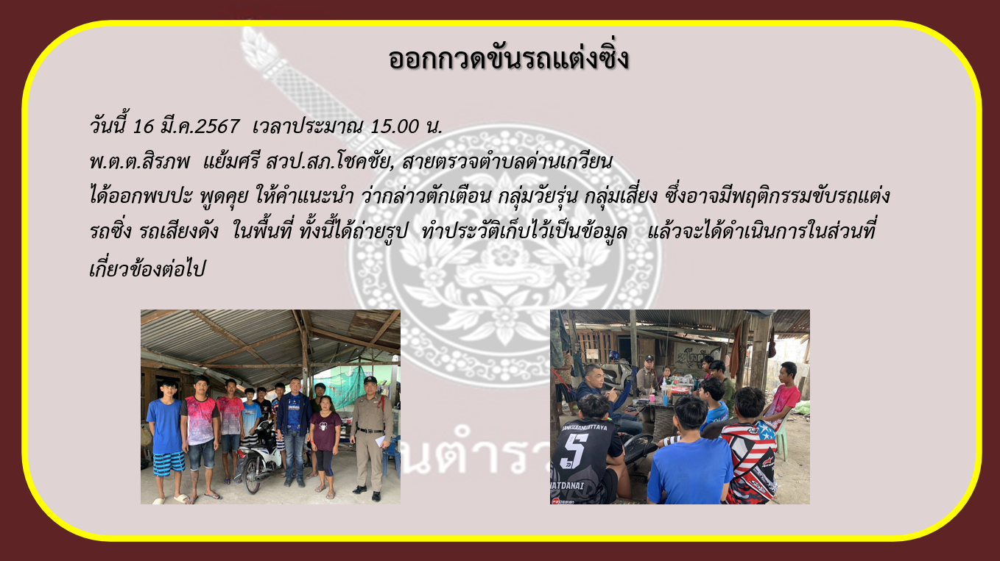 ออกกวดขันรถแต่งซิ่ง
วันนี้ 16 มี.ค.2567 เวลาประมาณ 15.00 น.
พ.ต.ต.สิรภพ แย้มศรี สวป.สภ.โชคชัย, สายตรวจตำบลด่านเกวียน
ได้ออกพบปะ พูดคุย ให้คำแนะนำ ว่ากล่าวตักเตือน กลุ่มวัยรุ่น กลุ่มเสี่ยง ซึ่งอาจมีพฤติกรรมขับรถแต่ง
รถซิ่ง รถเสียงดัง ในพื้นที่ ทั้งนี้ได้ถ่ายรูป ทำประวัติเก็บไว้เป็นข้อมูล แล้วจะได้ดำเนินการในส่วนที่
เกี่ยวข้องต่อไป
นตำรว
5
NATDANAI